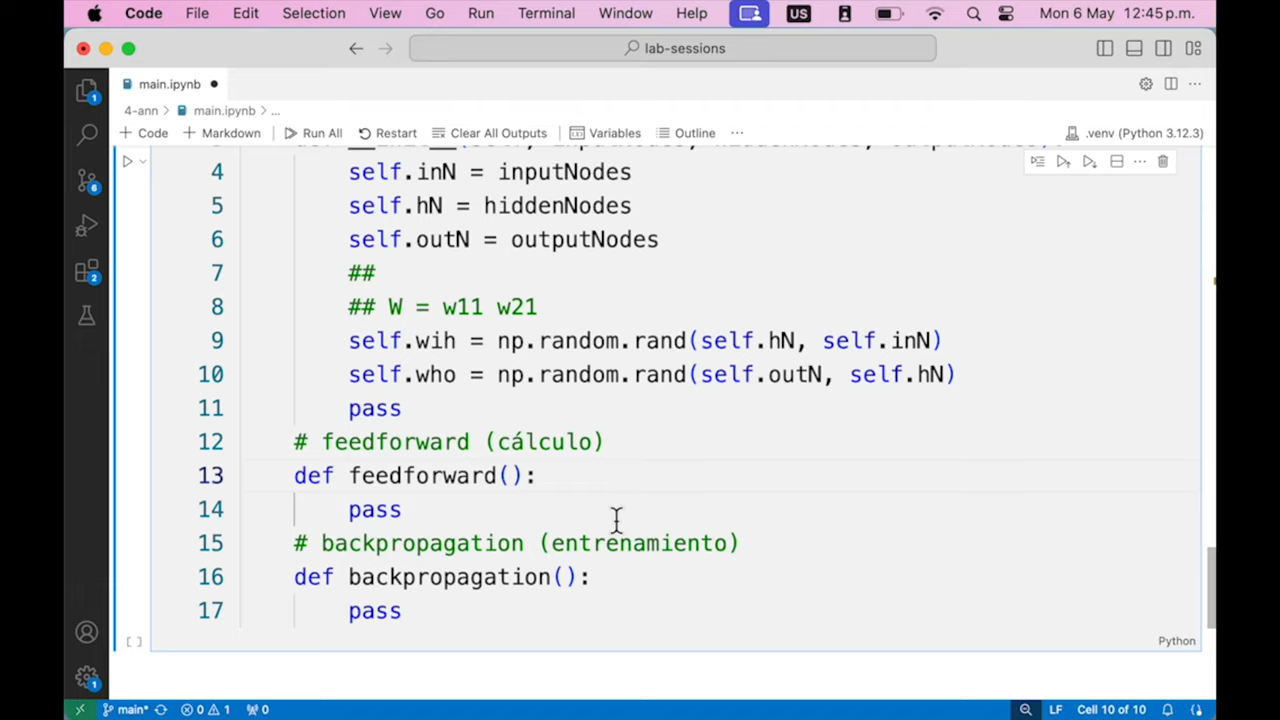 Code File Edit Selection View Go Run Terminal Window Help US Mon 6 May 12:45 p.m.
lab-sessions
main.ipynb
4-ann > main.ipynb > ...
+ Code + Markdown Run All Restart Clear All Outputs Variables Outline ... .venv (Python 3.12.3)
4 self.inN = inputNodes
5 self.hN = hiddenNodes
6 self.outN = outputNodes
7 ##
8 ## W = w11 w21
9 self.wih = np.random.rand(self.hN, self.inN)
10 self.who = np.random.rand(self.outN, self.hN)
11 pass
12 # feedforward (cálculo)
13 def feedforward():
14 pass
15 # backpropagation (entrenamiento)
16 def backpropagation():
17 pass
[ ] Python
1
6
2
1
main* 0 1 0 LF Cell 10 of 10